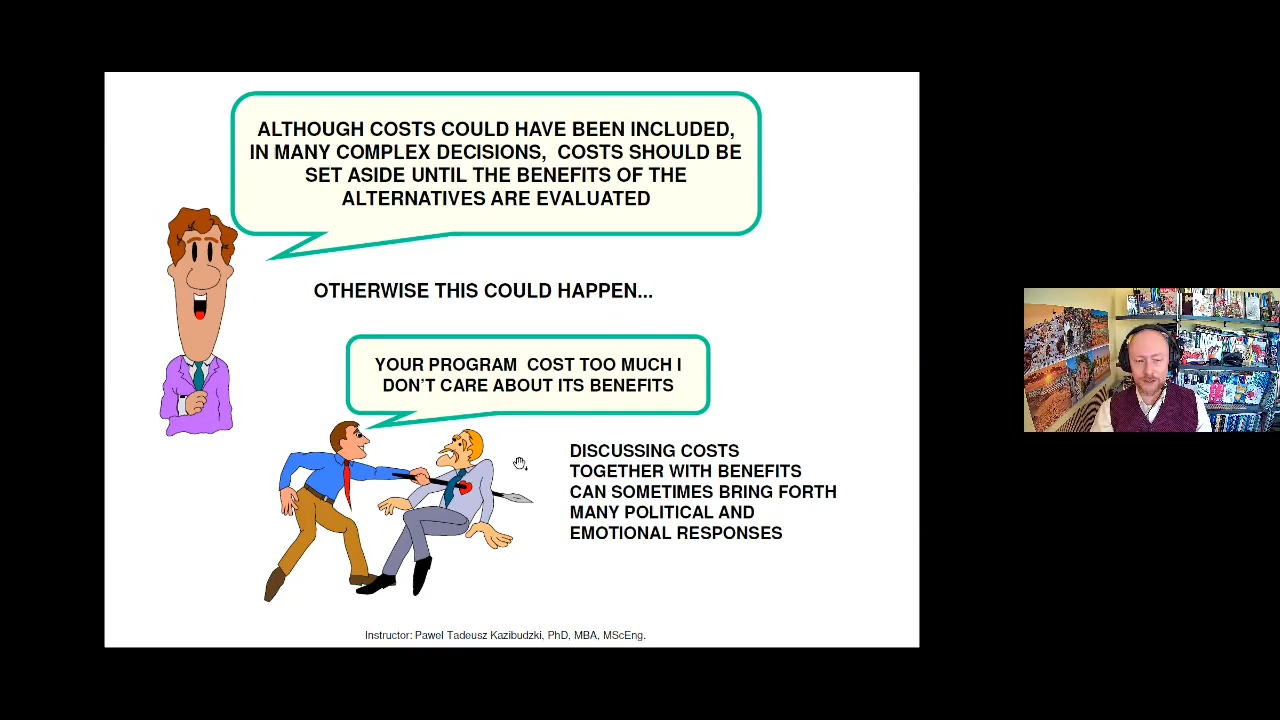 ALTHOUGH COSTS COULD HAVE BEEN INCLUDED,
IN MANY COMPLEX DECISIONS,  COSTS SHOULD BE
SET ASIDE UNTIL THE BENEFITS OF THE
ALTERNATIVES ARE EVALUATED
OTHERWISE THIS COULD HAPPEN...
YOUR PROGRAM  COST TOO MUCH I
DON'T CARE ABOUT ITS BENEFITS
DISCUSSING COSTS
TOGETHER WITH BENEFITS
CAN SOMETIMES BRING FORTH
MANY POLITICAL AND
EMOTIONAL RESPONSES
Instructor: Pawel Tadeusz Kazibudzki, PhD, MBA, MScEng.